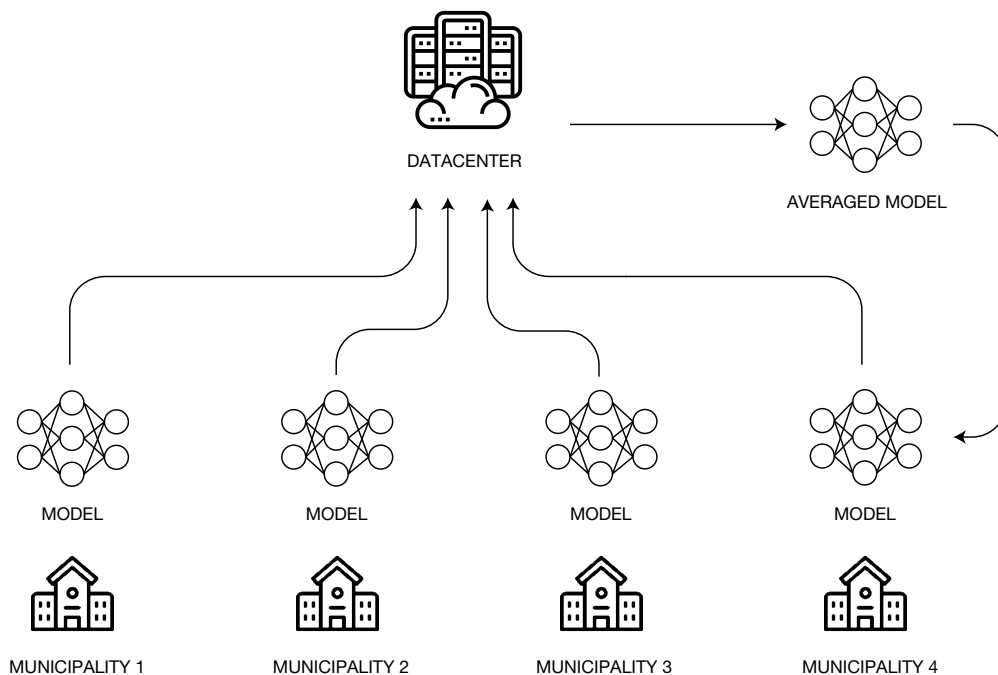 DATACENTER
AVERAGED MODEL
MODEL
MODEL
MODEL
MODEL
MUNICIPALITY 1
MUNICIPALITY 2
MUNICIPALITY 3
MUNICIPALITY 4